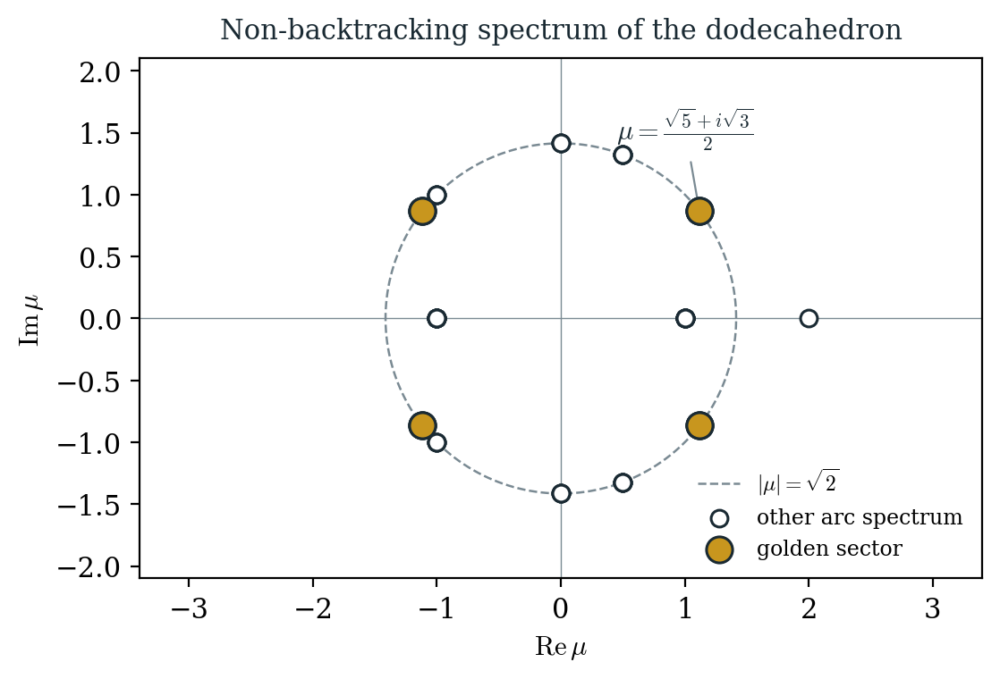 Non-backtracking spectrum of the dodecahedron
2.0
1.5
1.0
0.5
0.0
−0.5
−1.0
−1.5
−2.0
Im μ
μ = (√5 + i√3)/2
|μ| = √2
other arc spectrum
golden sector
−3 −2 −1 0 1 2 3
Re μ